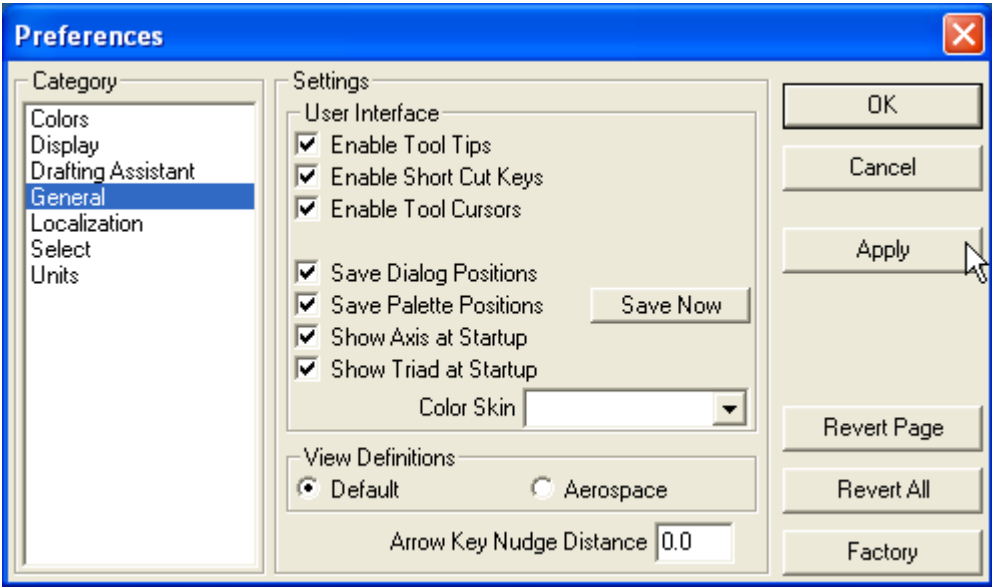 Preferences
Category
Colors
Display
Drafting Assistant
General
Localization
Select
Units
Settings
User Interface
Enable Tool Tips
Enable Short Cut Keys
Enable Tool Cursors
Save Dialog Positions
Save Palette Positions
Save Now
Show Axis at Startup
Show Triad at Startup
Color Skin
View Definitions
Default
Aerospace
Arrow Key Nudge Distance 0.0
OK
Cancel
Apply
Revert Page
Revert All
Factory